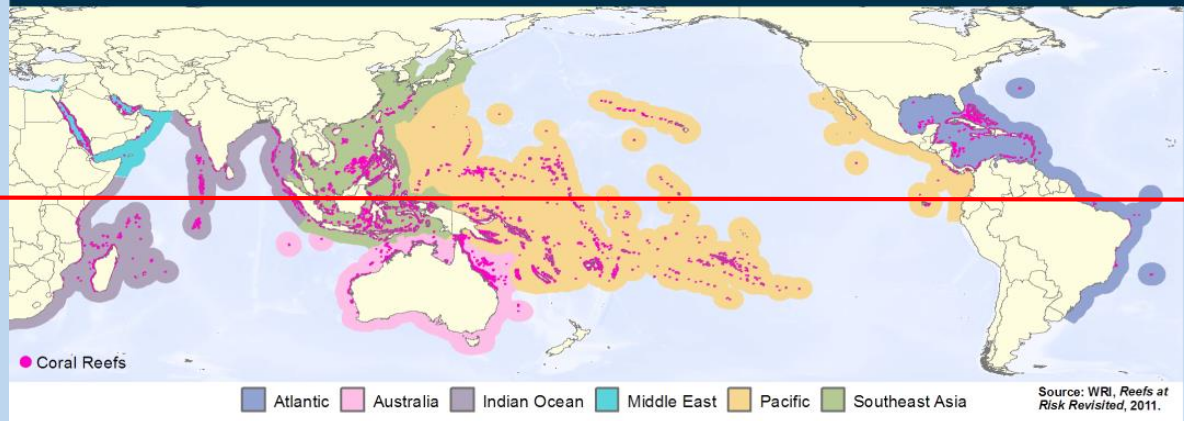 Coral Reefs
Atlantic
Australia
Indian Ocean
Middle East
Pacific
Southeast Asia
Source: WRI, Reefs at
Risk Revisited, 2011.